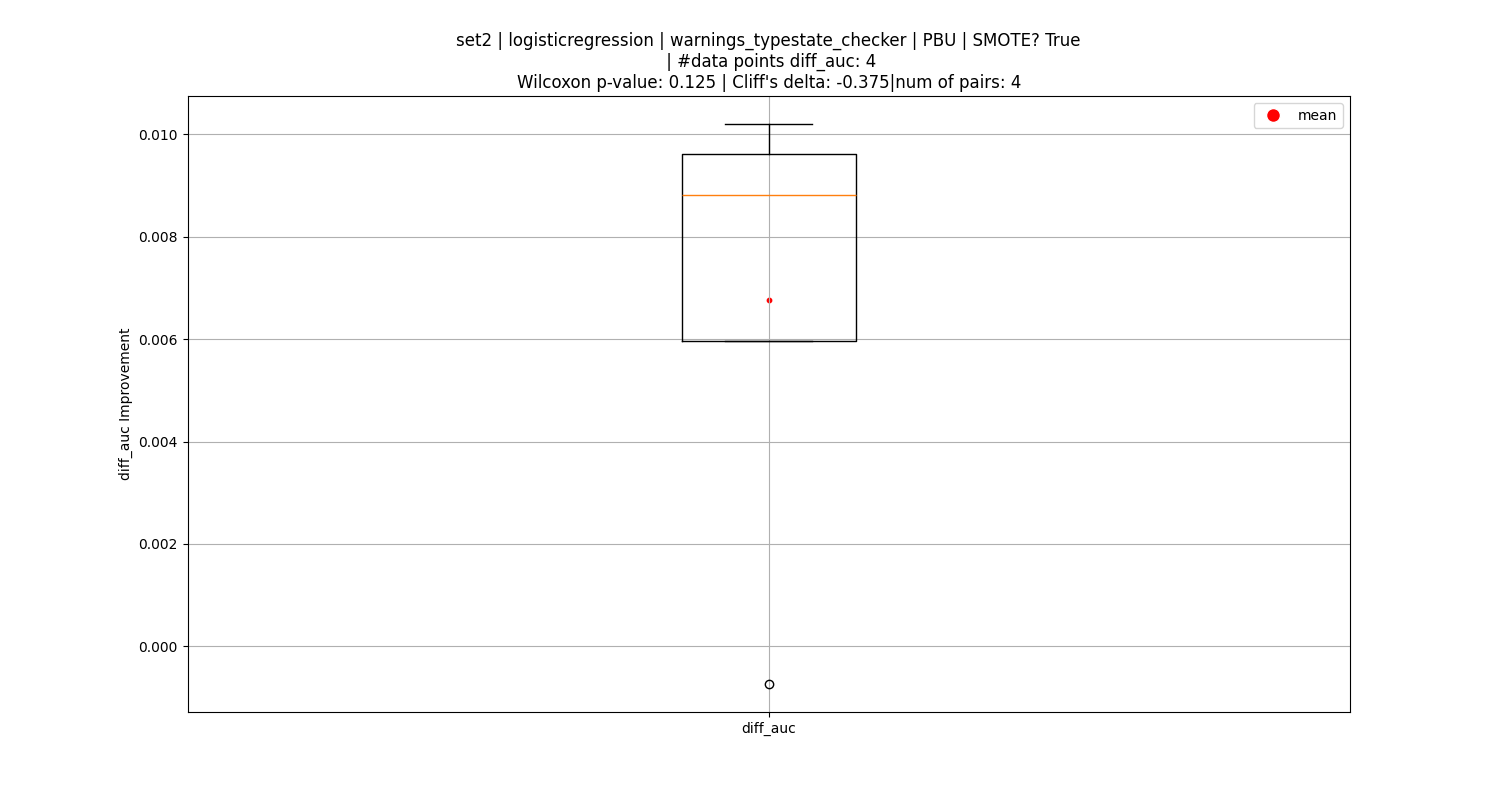 set2 | logisticregression | warnings_typestate_checker | PBU | SMOTE? True
| #data points diff_auc: 4
Wilcoxon p-value: 0.125 | Cliff's delta: -0.375|num of pairs: 4
mean
0.010
0.008
0.006
0.004
0.002
0.000
diff_auc Improvement
diff_auc